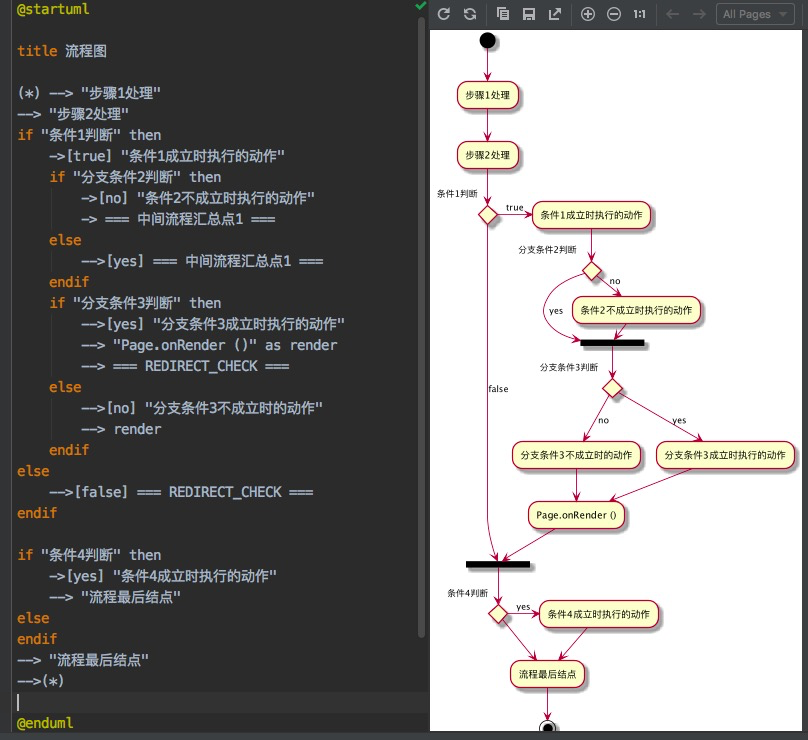 @startuml
title 流程图
(*) --> "步骤1处理"
--> "步骤2处理"
if "条件1判断" then
->[true] "条件1成立时执行的动作"
if "分支条件2判断" then
->[no] "条件2不成立时执行的动作"
-> === 中间流程汇总点1 ===
else
-->[yes] === 中间流程汇总点1 ===
endif
if "分支条件3判断" then
-->[yes] "分支条件3成立时执行的动作"
--> "Page.onRender ()" as render
--> === REDIRECT_CHECK ===
else
-->[no] "分支条件3不成立时的动作"
--> render
endif
else
-->[false] === REDIRECT_CHECK ===
endif
if "条件4判断" then
->[yes] "条件4成立时执行的动作"
--> "流程最后结点"
else
endif
--> "流程最后结点"
-->(*)
@enduml
1:1
All Pages
步骤1处理
步骤2处理
条件1判断
true
条件1成立时执行的动作
分支条件2判断
no
yes
条件2不成立时执行的动作
分支条件3判断
false
no
yes
分支条件3不成立时的动作
分支条件3成立时执行的动作
Page.onRender ()
条件4判断
yes
条件4成立时执行的动作
流程最后结点